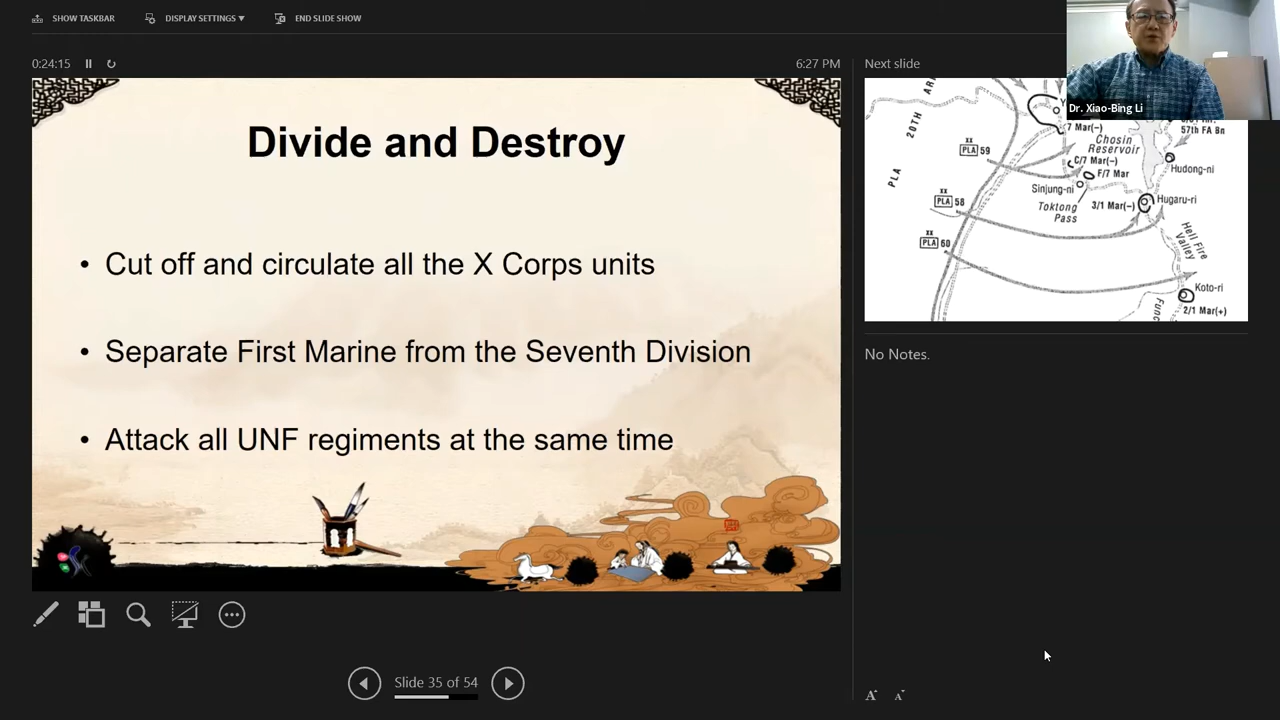 SHOW TASKBAR
DISPLAY SETTINGS ▼
END SLIDE SHOW
0:24:15
6:27 PM
Next slide
Divide and Destroy
• Cut off and circulate all the X Corps units
• Separate First Marine from the Seventh Division
• Attack all UNF regiments at the same time
Dr. Xiao-Bing Li
PLA 20TH
7 Mar(-)
57th FA Bn
Chosin
Reservoir
XX
PLA 59
C/7 Mar(-)
F/7 Mar
Hudong-ni
Sinjung-ni
XX
PLA 58
Toktong
Pass
3/1 Mar(-)
Hugaru-ri
XX
PLA 60
Hell Fire
Valley
Koto-ri
2/1 Mar(+)
No Notes.
Slide 35 of 54
A
A